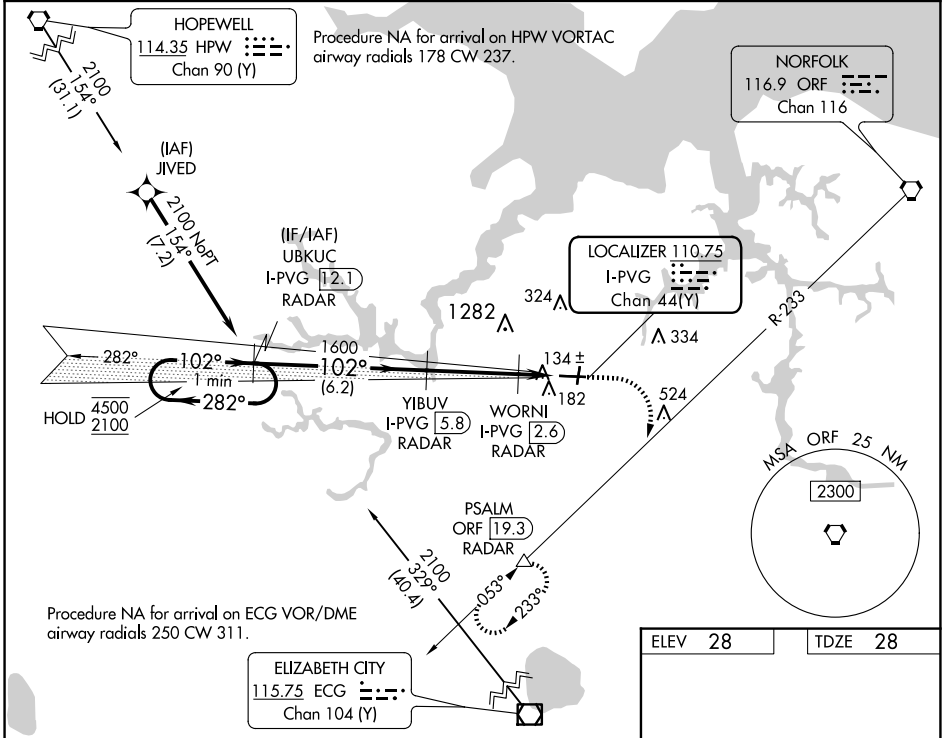 HOPEWELL
114.35 HPW
Chan 90 (Y)
Procedure NA for arrival on HPW VORTAC
airway radials 178 CW 237.
NORFOLK
116.9 ORF
Chan 116
2100
154°
(31.1)
(IAF)
JIVED
2100 NoPT
154°
(7.2)
(IF/IAF)
UBKUC
I-PVG 12.1
RADAR
LOCALIZER 110.75
I-PVG
Chan 44(Y)
1282
324
334
R-233
1600
282°
102°
102°
134 ±
1 min
(6.2)
182
282°
524
HOLD 4500
2100
YIBUV
I-PVG 5.8
RADAR
WORNI
I-PVG 2.6
RADAR
MSA ORF 25 NM
2300
PSALM
ORF 19.3
RADAR
2100
329°
(40.4)
053°
233°
Procedure NA for arrival on ECG VOR/DME
airway radials 250 CW 311.
ELIZABETH CITY
115.75 ECG
Chan 104 (Y)
ELEV 28
TDZE 28